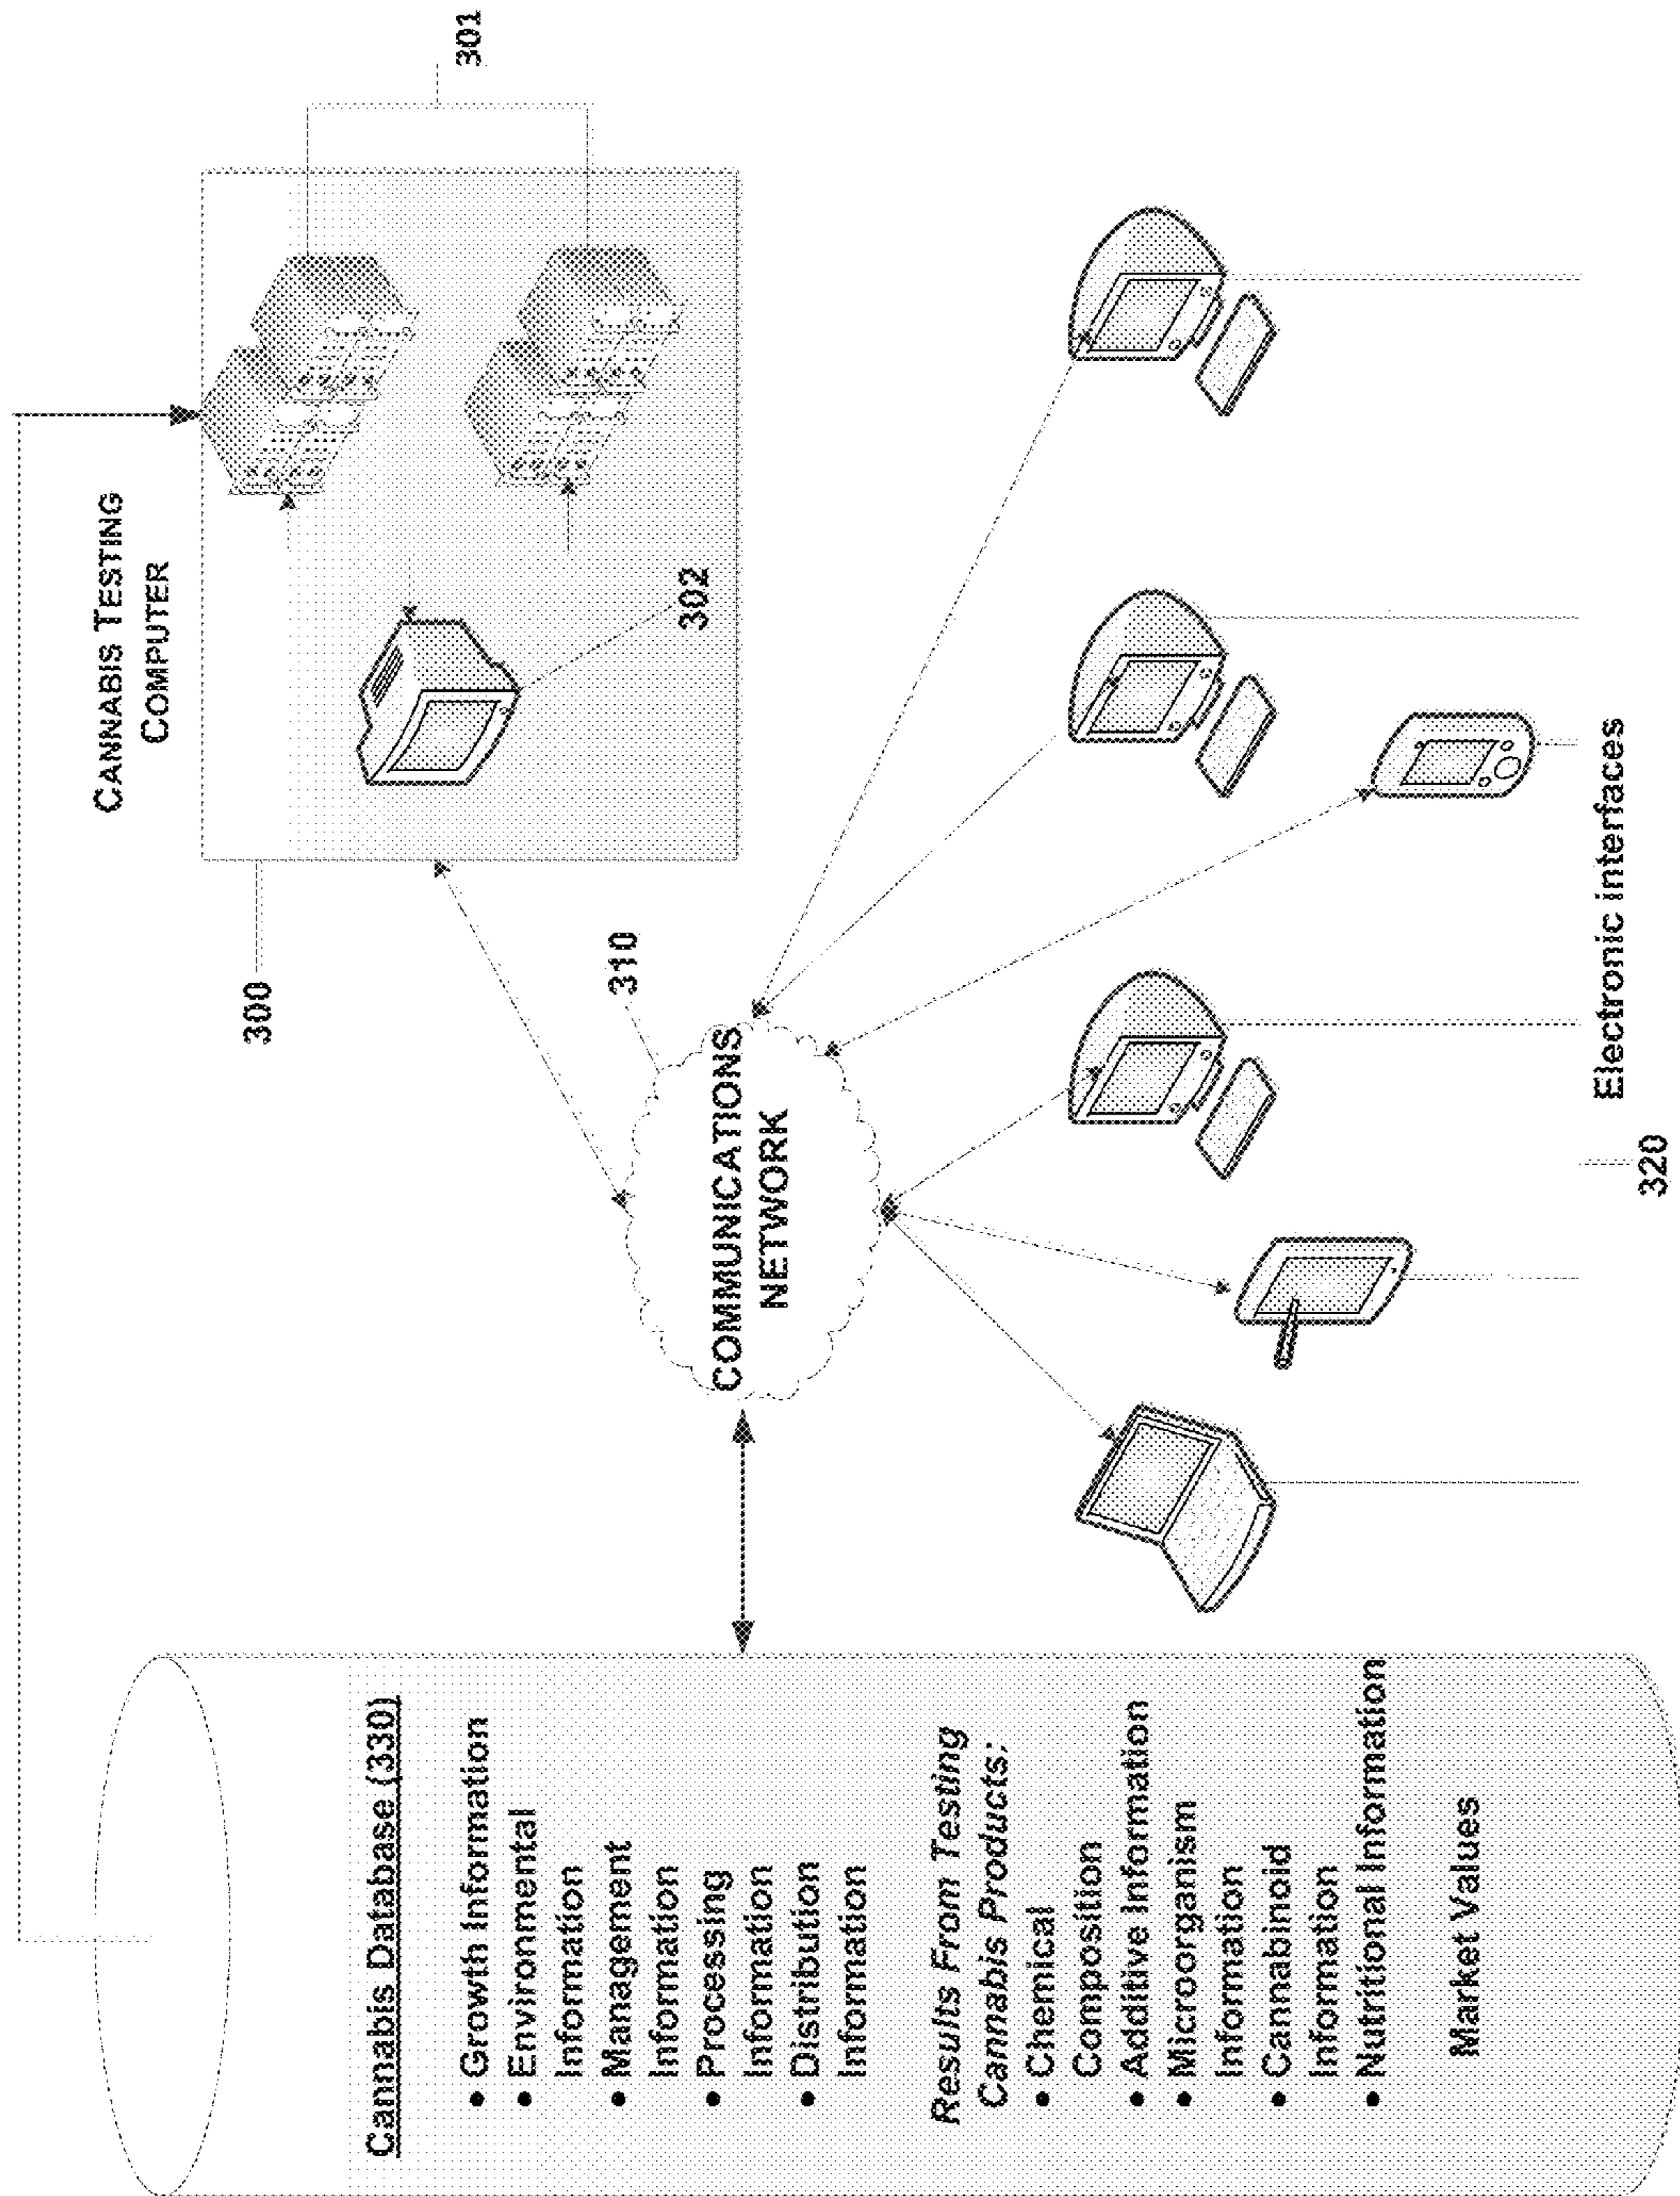 Cannabis Database (330)
• Growth Information
• Environmental
Information
• Management
Information
• Processing
Information
• Distribution
Information
Results From Testing
Cannabis Products:
• Chemical
Composition
• Additive Information
• Microorganism
Information
• Cannabinoid
Information
• Nutritional Information
Market Values
CANNABIS TESTING
COMPUTER
301
302
300
310
COMMUNICATIONS
NETWORK
Electronic interfaces
320